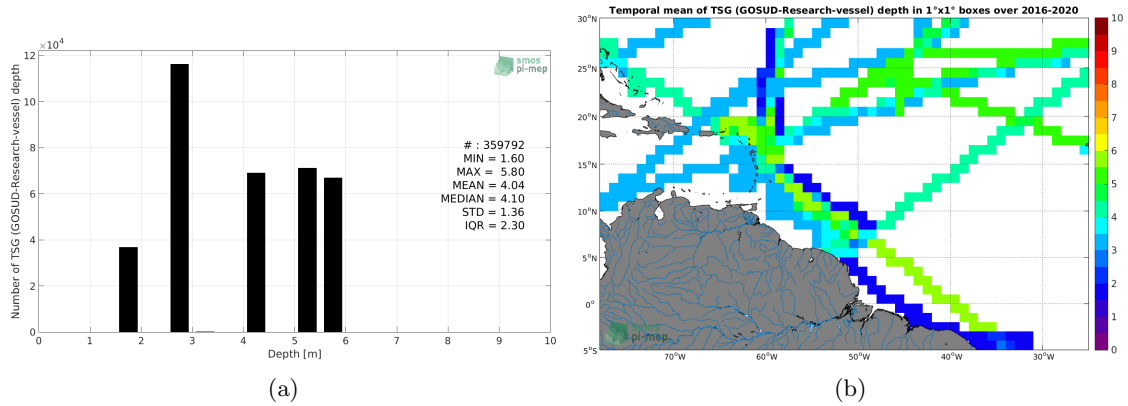 ×10⁴
12
10
8
6
4
2
0
Number of TSG (GOSUD-Research-vessel) depth
smos
pi-mep
# : 359792
MIN = 1.60
MAX = 5.80
MEAN = 4.04
MEDIAN = 4.10
STD = 1.36
IQR = 2.30
0 1 2 3 4 5 6 7 8 9 10
Depth [m]
(a)
Temporal mean of TSG (GOSUD-Research-vessel) depth in 1°x1° boxes over 2016-2020
30°N
25°N
20°N
15°N
10°N
5°N
0°
5°S
70°W 60°W 50°W 40°W 30°W
smos
pi-mep
10
9
8
7
6
5
4
3
2
1
0
(b)